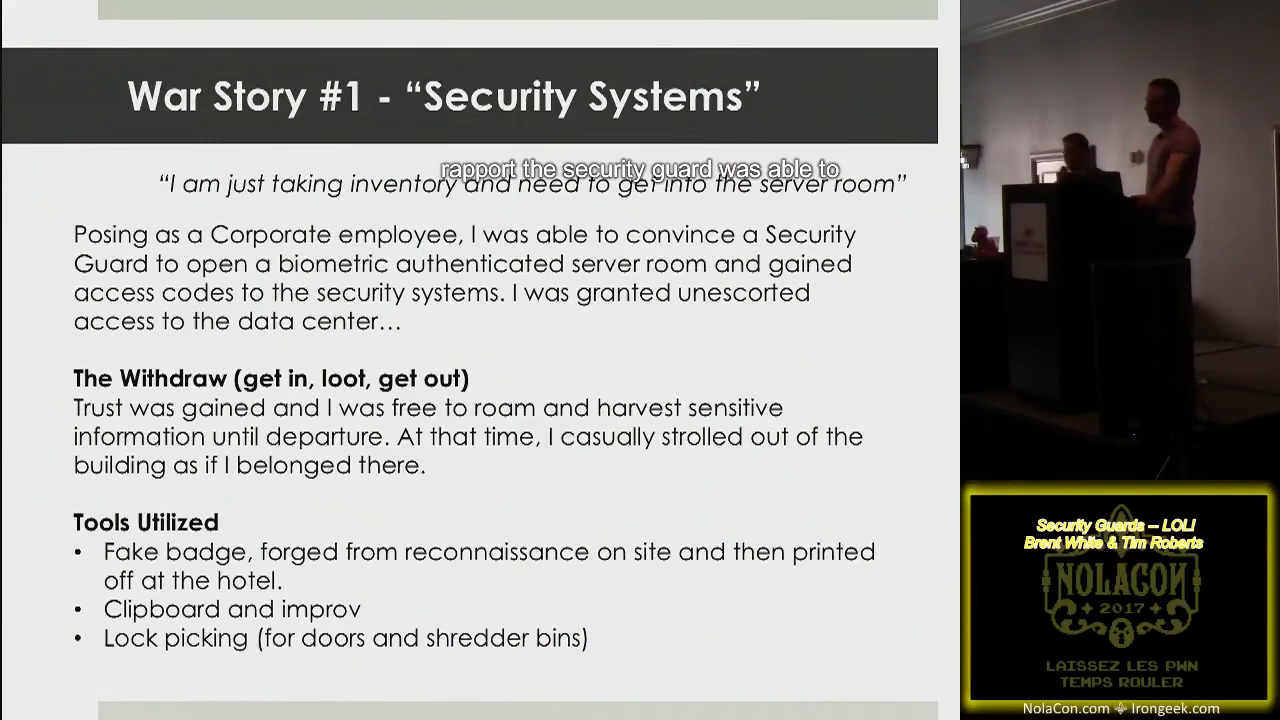 War Story #1 - “Security Systems”
rapport the security guard was able to
“I am just taking inventory and need to get into the server room”
Posing as a Corporate employee, I was able to convince a Security
Guard to open a biometric authenticated server room and gained
access codes to the security systems. I was granted unescorted
access to the data center…
The Withdraw (get in, loot, get out)
Trust was gained and I was free to roam and harvest sensitive
information until departure. At that time, I casually strolled out of the
building as if I belonged there.
Tools Utilized
• Fake badge, forged from reconnaissance on site and then printed
off at the hotel.
• Clipboard and improv
• Lock picking (for doors and shredder bins)
Security Guards -- LOL!
Brent White & Tim Roberts
NOLACON
2017
LAISSEZ LES PWN
TEMPS ROULER
NolaCon.com ⚜ Irongeek.com